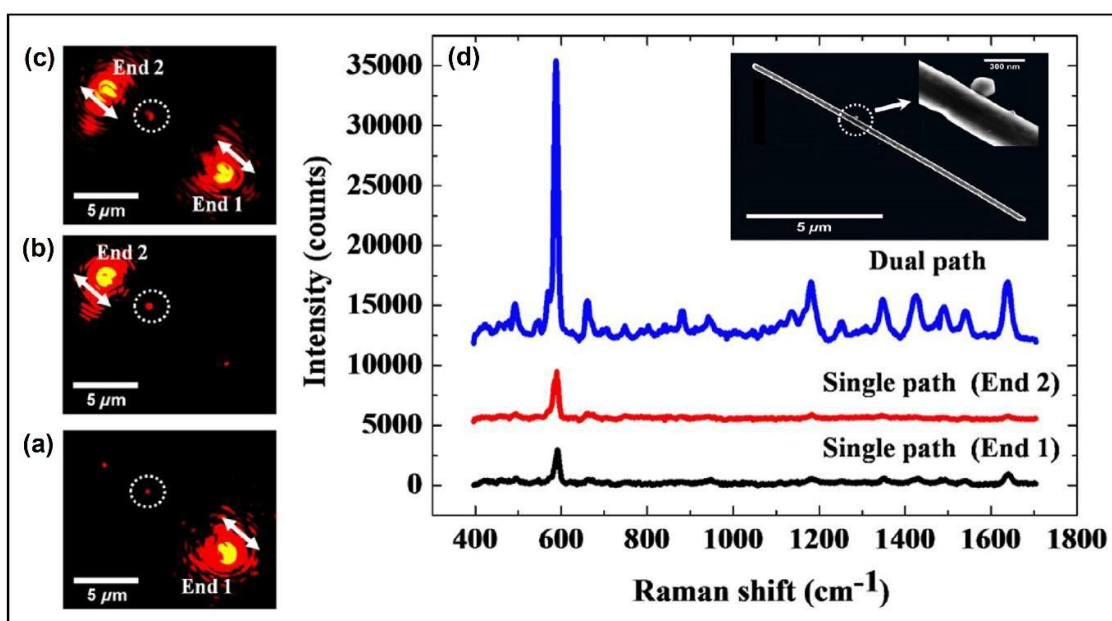 (c)
End 2
End 1
5 µm
(b)
End 2
5 µm
(a)
End 1
5 µm
(d)
Intensity (counts)
35000
30000
25000
20000
15000
10000
5000
0
300 nm
5 µm
Dual path
Single path (End 2)
Single path (End 1)
400 600 800 1000 1200 1400 1600 1800
Raman shift (cm⁻¹)